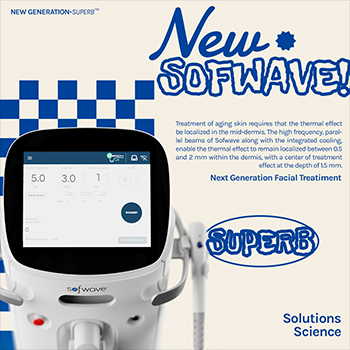 NEW GENERATION-SUPERB™
New
SOFWAVE!
Treatment of aging skin requires that the thermal effect
be localized in the mid-dermis. The high frequency, paral-
lel beams of Sofwave along with the integrated cooling,
enable the thermal effect to remain localized between 0.5
and 2 mm within the dermis, with a center of treatment
effect at the depth of 1.5 mm.
Next Generation Facial Treatiment
5.0 3.0 1
SUPERB
sofwave
Solutions
Science